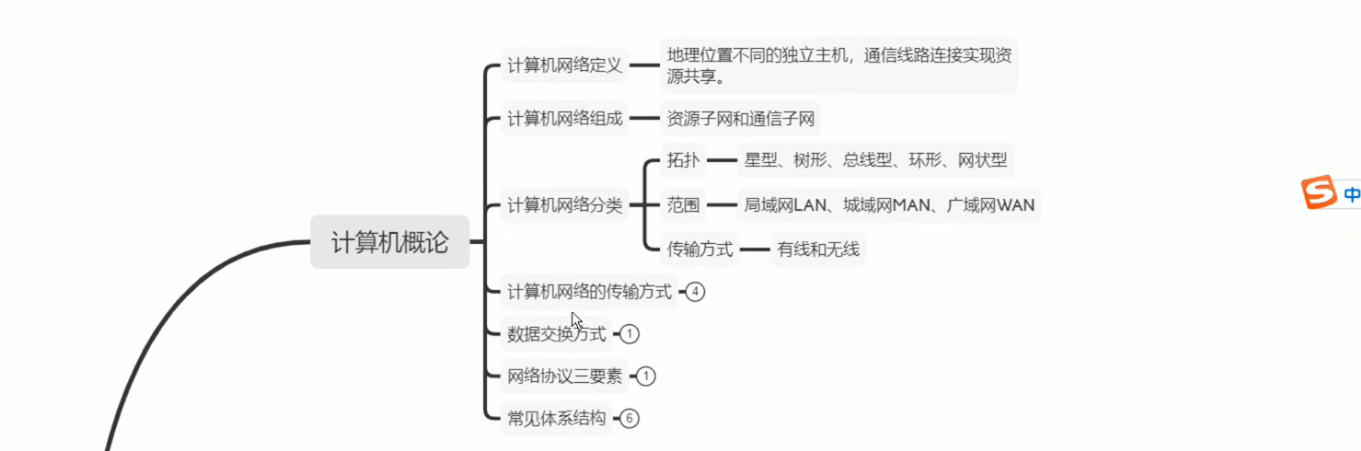 计算机网络定义
地理位置不同的独立主机，通信线路连接实现资
源共享。
计算机网络组成
资源子网和通信子网
拓扑
星型、树形、总线型、环形、网状型
计算机网络分类
范围
局域网LAN、城域网MAN、广域网WAN
传输方式
有线和无线
计算机概论
计算机网络的传输方式
4
数据交换方式
1
网络协议三要素
1
常见体系结构
6
S 中